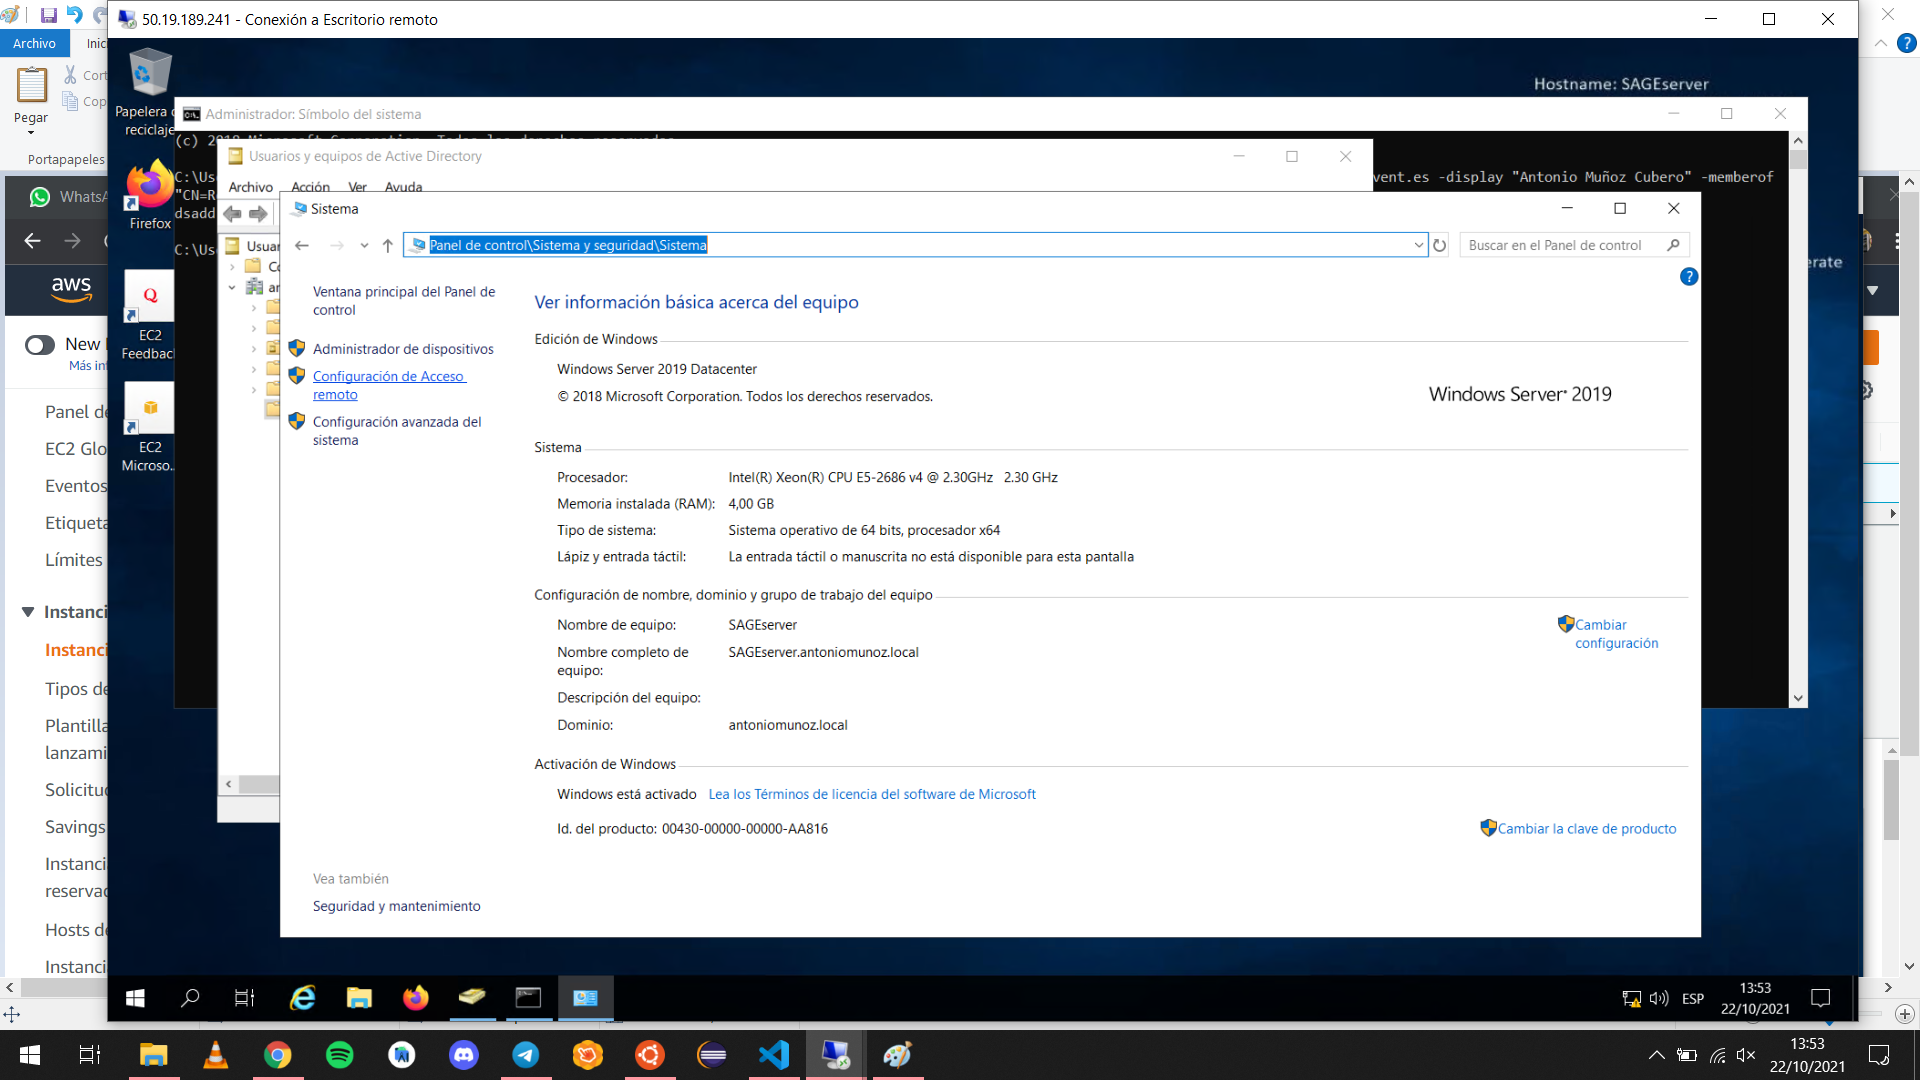 50.19.189.241 - Conexión a Escritorio remoto
Archivo
Inic
Cort
Cop
Pegar
Portapapeles
Papelera
reciclaje
Hostname: SAGEserver
Administrador: Símbolo del sistema
Usuarios y equipos de Active Directory
Archivo Acción Ver Ayuda
C:\Us
vent.es -display "Antonio Muñoz Cubero" -memberof
"CN=R
dsadd
C:\Us
Firefox
Usuar
Sistema
Panel de control\Sistema y seguridad\Sistema
Buscar en el Panel de control
erate
WhatsA
aws
New
Más in
Panel de
EC2 Glo
Eventos
Etiqueta
Límites
Instanci
Instanci
Tipos de
Plantilla
lanzami
Solicitud
Savings
Instanci
reservad
Hosts de
Instanci
EC2
Feedback
EC2
Microso...
Ventana principal del Panel de
control
Administrador de dispositivos
Configuración de Acceso
remoto
Configuración avanzada del
sistema
Ver información básica acerca del equipo
Edición de Windows
Windows Server 2019 Datacenter
© 2018 Microsoft Corporation. Todos los derechos reservados.
Windows Server® 2019
Sistema
Procesador: Intel(R) Xeon(R) CPU E5-2686 v4 @ 2.30GHz 2.30 GHz
Memoria instalada (RAM): 4,00 GB
Tipo de sistema: Sistema operativo de 64 bits, procesador x64
Lápiz y entrada táctil: La entrada táctil o manuscrita no está disponible para esta pantalla
Configuración de nombre, dominio y grupo de trabajo del equipo
Nombre de equipo: SAGEserver
Cambiar
configuración
Nombre completo de
equipo: SAGEserver.antoniomunoz.local
Descripción del equipo:
Dominio: antoniomunoz.local
Activación de Windows
Windows está activado Lea los Términos de licencia del software de Microsoft
Id. del producto: 00430-00000-00000-AA816
Cambiar la clave de producto
Vea también
Seguridad y mantenimiento
ESP
13:53
22/10/2021
13:53
22/10/2021